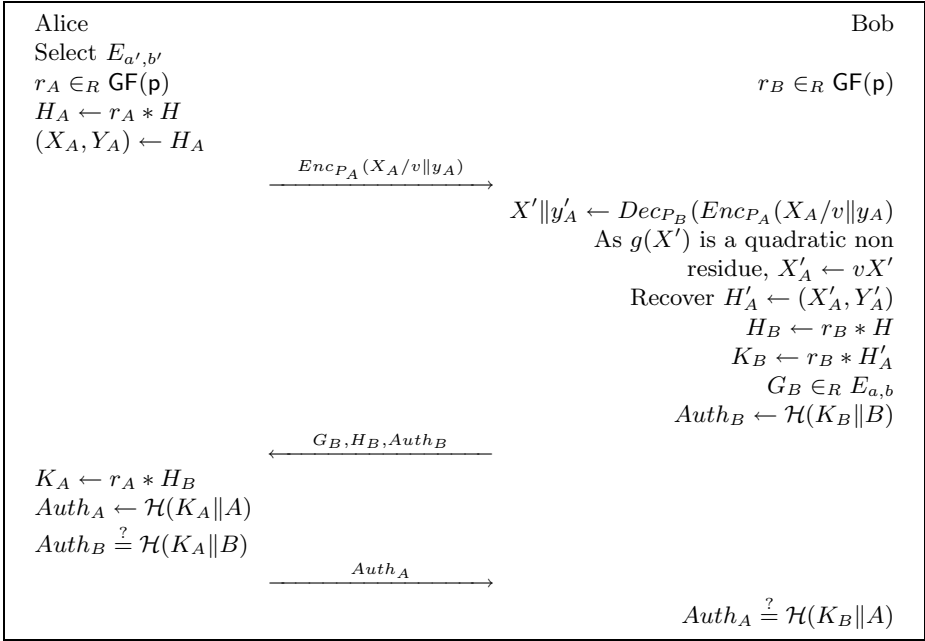 Alice Bob
Select E_{a′,b′}
r_A ∈_R GF(p) r_B ∈_R GF(p)
H_A ← r_A ∗ H
(X_A, Y_A) ← H_A
Enc_{P_A}(X_A/v‖y_A)
X′‖y′_A ← Dec_{P_B}(Enc_{P_A}(X_A/v‖y_A)
As g(X′) is a quadratic non
residue, X′_A ← vX′
Recover H′_A ← (X′_A, Y′_A)
H_B ← r_B ∗ H
K_B ← r_B ∗ H′_A
G_B ∈_R E_{a,b}
Auth_B ← ℋ(K_B‖B)
G_B,H_B,Auth_B
K_A ← r_A ∗ H_B
Auth_A ← ℋ(K_A‖A)
Auth_B ≟ ℋ(K_A‖B)
Auth_A
Auth_A ≟ ℋ(K_B‖A)